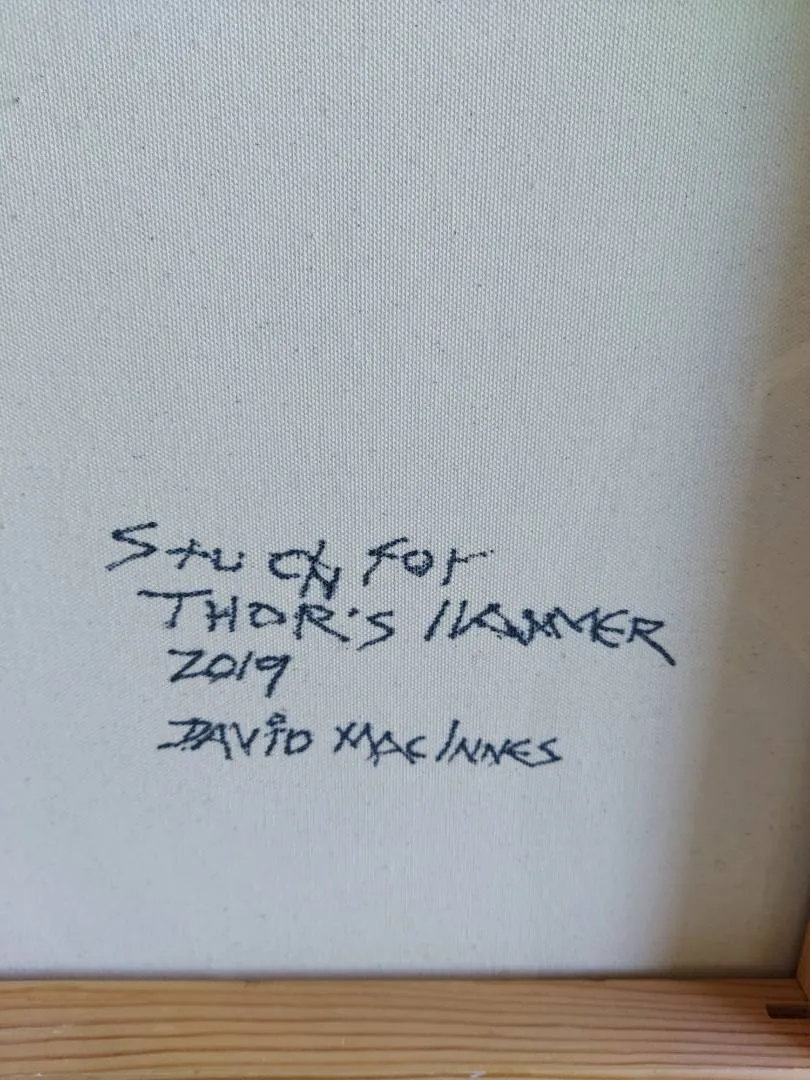 Study for
THOR'S HAMMER
2019
DAViD MACINNES